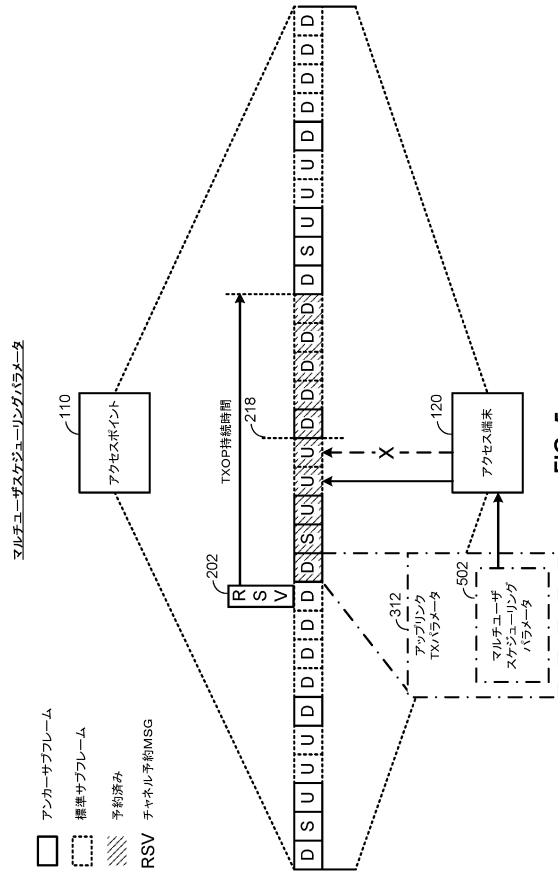 マルチユーザスケジューリングパラメータ
アンカーサブフレーム
標準サブフレーム
予約済み
RSV チャネル予約MSG
110
アクセスポイント
202
R
S
V
TXOP持続時間
218
D S U U U D D D D D D S U U U D D D D D D S U U U D D D D D
X
312
アップリンク
TXパラメータ
502
マルチユーザ
スケジューリング
パラメータ
120
アクセス端末
FIG. 5